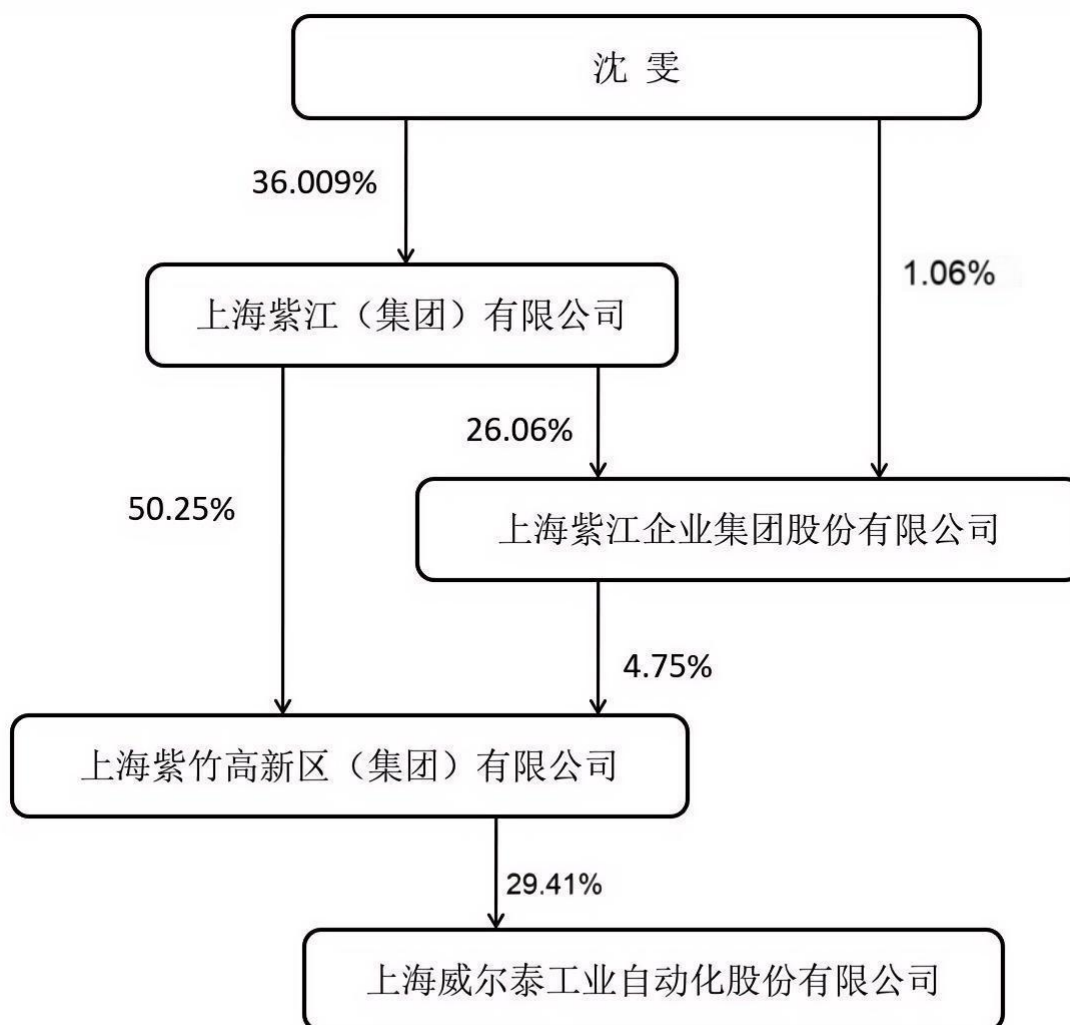 沈 雯
36.009%
1.06%
上海紫江（集团）有限公司
26.06%
50.25%
上海紫江企业集团股份有限公司
4.75%
上海紫竹高新区（集团）有限公司
29.41%
上海威尔泰工业自动化股份有限公司